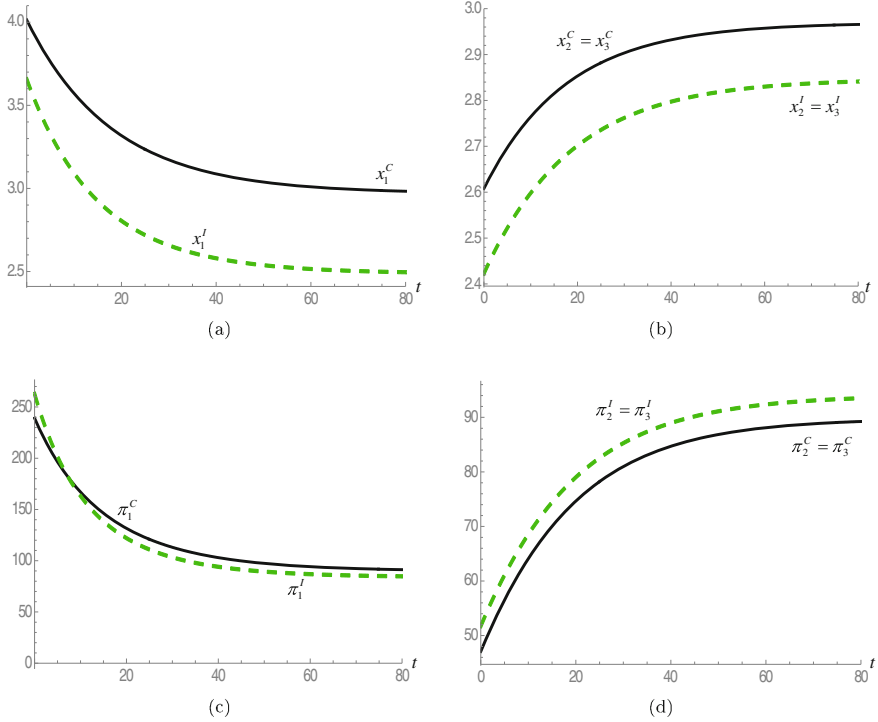 4.0
3.5
3.0
2.5
20 40 60 80 t
x_1^C
x_1^I
(a)
3.0
2.9
2.8
2.7
2.6
2.5
2.4
0 20 40 60 80 t
x_2^C = x_3^C
x_2^I = x_3^I
(b)
250
200
150
100
50
0
20 40 60 80 t
π_1^C
π_1^I
(c)
90
80
70
60
50
0 20 40 60 80 t
π_2^I = π_3^I
π_2^C = π_3^C
(d)